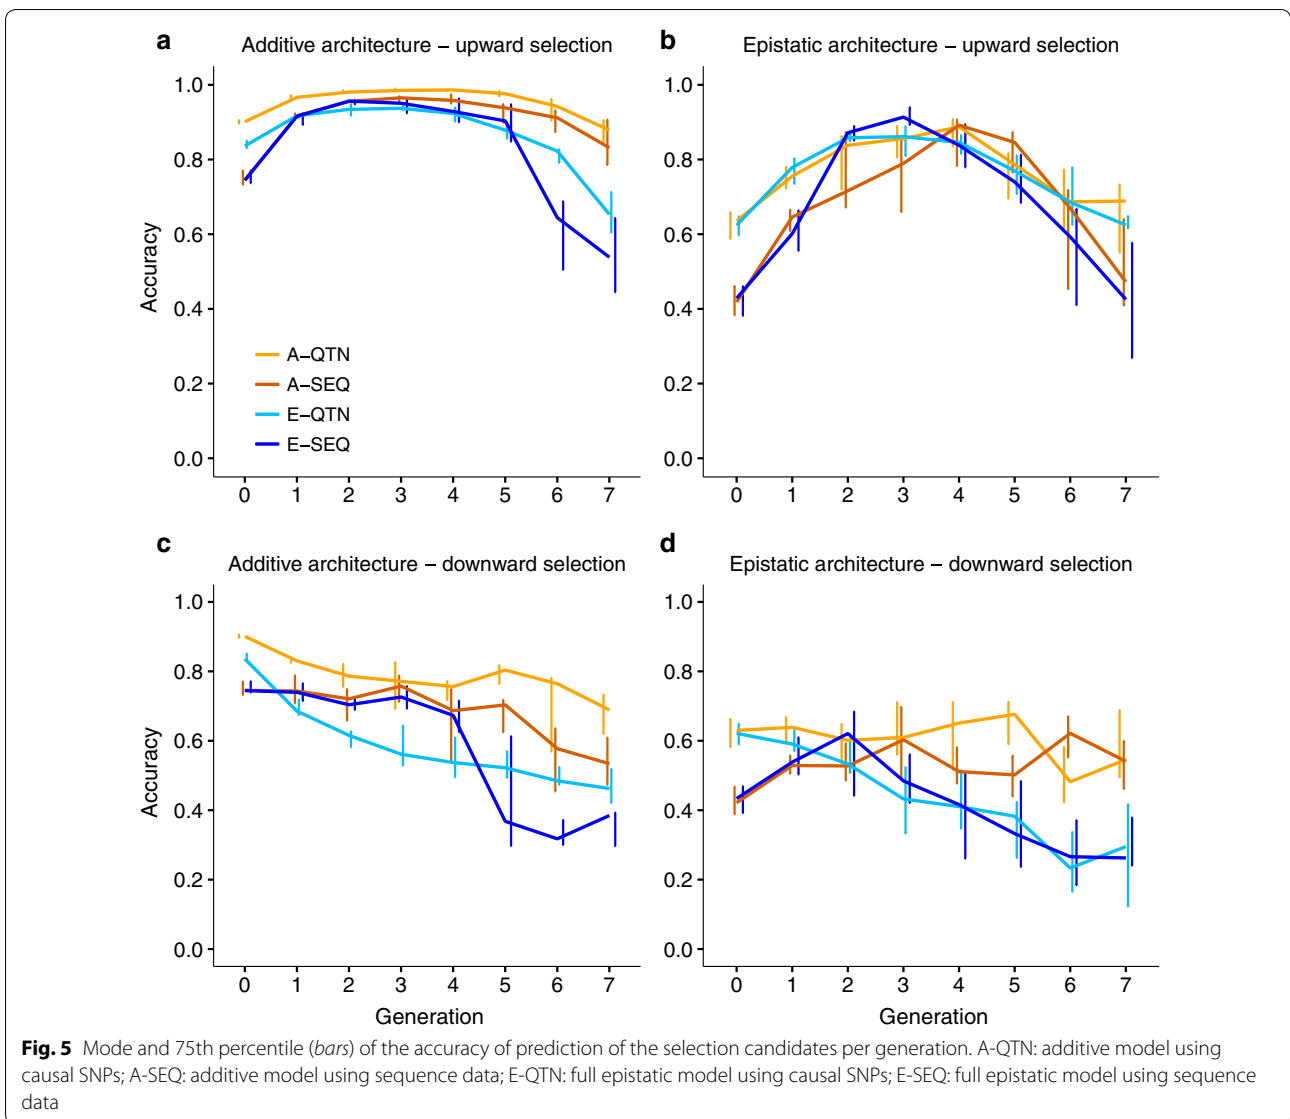 a Additive architecture – upward selection
b Epistatic architecture – upward selection
Accuracy
1.0
0.8
0.6
0.4
0.2
0.0
A–QTN
A–SEQ
E–QTN
E–SEQ
0 1 2 3 4 5 6 7
1.0
0.8
0.6
0.4
0.2
0.0
0 1 2 3 4 5 6 7
c Additive architecture – downward selection
d Epistatic architecture – downward selection
Accuracy
1.0
0.8
0.6
0.4
0.2
0.0
0 1 2 3 4 5 6 7
Generation
1.0
0.8
0.6
0.4
0.2
0.0
0 1 2 3 4 5 6 7
Generation
Fig. 5 Mode and 75th percentile (bars) of the accuracy of prediction of the selection candidates per generation. A-QTN: additive model using
causal SNPs; A-SEQ: additive model using sequence data; E-QTN: full epistatic model using causal SNPs; E-SEQ: full epistatic model using sequence
data